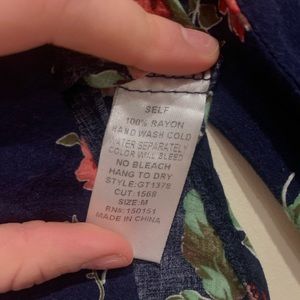 SELF
100% RAYON
HAND WASH COLD
WATER SEPARATELY
COLOR WILL BLEED
NO BLEACH
HANG TO DRY
STYLE:GT1378
CUT:1568
SIZE:M
RN#:150151
MADE IN CHINA